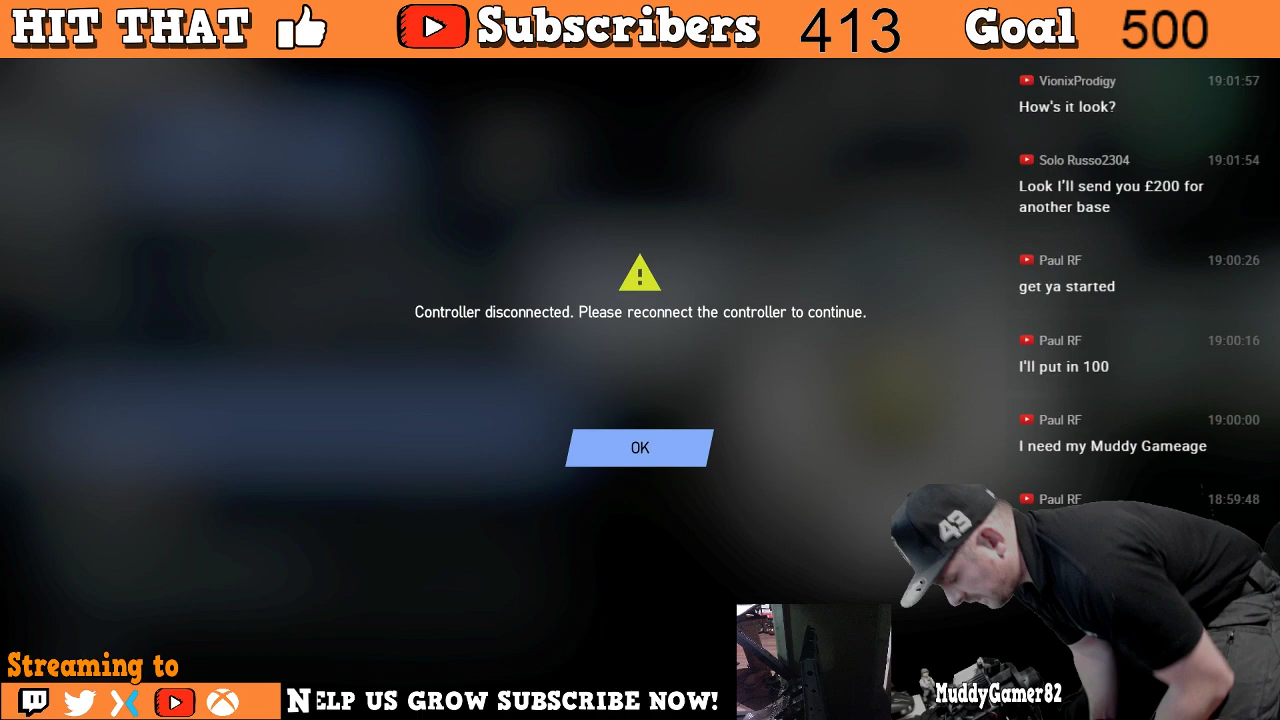 HIT THAT
Subscribers
413
Goal
500
VionixProdigy 19:01:57
How's it look?
Solo Russo2304 19:01:54
Look I'll send you £200 for
another base
Paul RF 19:00:26
get ya started
Paul RF 19:00:16
I'll put in 100
Paul RF 19:00:00
I need my Muddy Gameage
Paul RF 18:59:48
Controller disconnected. Please reconnect the controller to continue.
OK
43
Streaming to
ELP US GROW SUBSCRIBE NOW!
MuddyGamer82